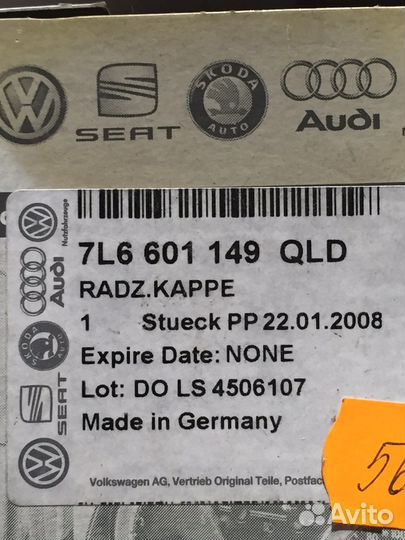 SEAT
ŠKODA
AUTO
Audi
Nutzfahrzeuge
Audi
SEAT
7L6 601 149 QLD
RADZ.KAPPE
1 Stueck PP 22.01.2008
Expire Date: NONE
Lot: DO LS 4506107
Made in Germany
Volkswagen AG, Vertrieb Original Teile, Postfac
56
Avito